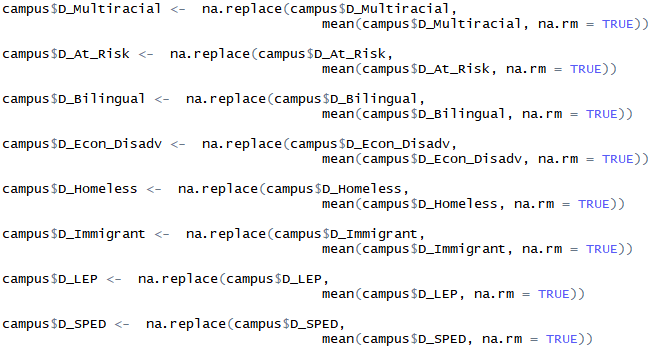 campus$D_Multiracial <-  na.replace(campus$D_Multiracial,
                                        mean(campus$D_Multiracial, na.rm = TRUE))
campus$D_At_Risk <-  na.replace(campus$D_At_Risk,
                                        mean(campus$D_At_Risk, na.rm = TRUE))
campus$D_Bilingual <-  na.replace(campus$D_Bilingual,
                                        mean(campus$D_Bilingual, na.rm = TRUE))
campus$D_Econ_Disadv <-  na.replace(campus$D_Econ_Disadv,
                                        mean(campus$D_Econ_Disadv, na.rm = TRUE))
campus$D_Homeless <-  na.replace(campus$D_Homeless,
                                        mean(campus$D_Homeless, na.rm = TRUE))
campus$D_Immigrant <-  na.replace(campus$D_Immigrant,
                                        mean(campus$D_Immigrant, na.rm = TRUE))
campus$D_LEP <-  na.replace(campus$D_LEP,
                                        mean(campus$D_LEP, na.rm = TRUE))
campus$D_SPED <-  na.replace(campus$D_SPED,
                                        mean(campus$D_SPED, na.rm = TRUE))